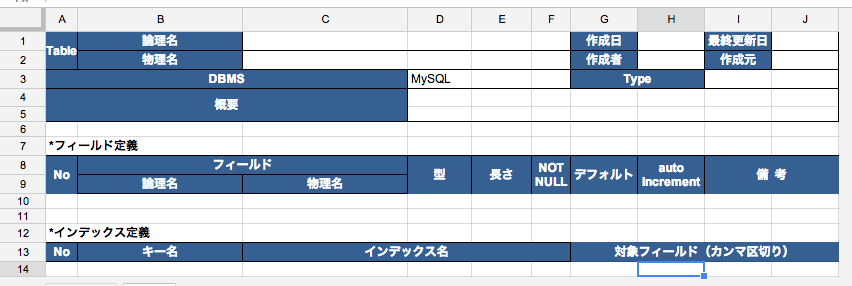 A B C D E F G H I J
1 Table 論理名 作成日 最終更新日
2 物理名 作成者 作成元
3 DBMS MySQL Type
4 概要
5
6
7 *フィールド定義
8 No フィールド 型 長さ NOT NULL デフォルト auto increment 備 考
9 論理名 物理名
10
11
12 *インデックス定義
13 No キー名 インデックス名 対象フィールド（カンマ区切り）
14